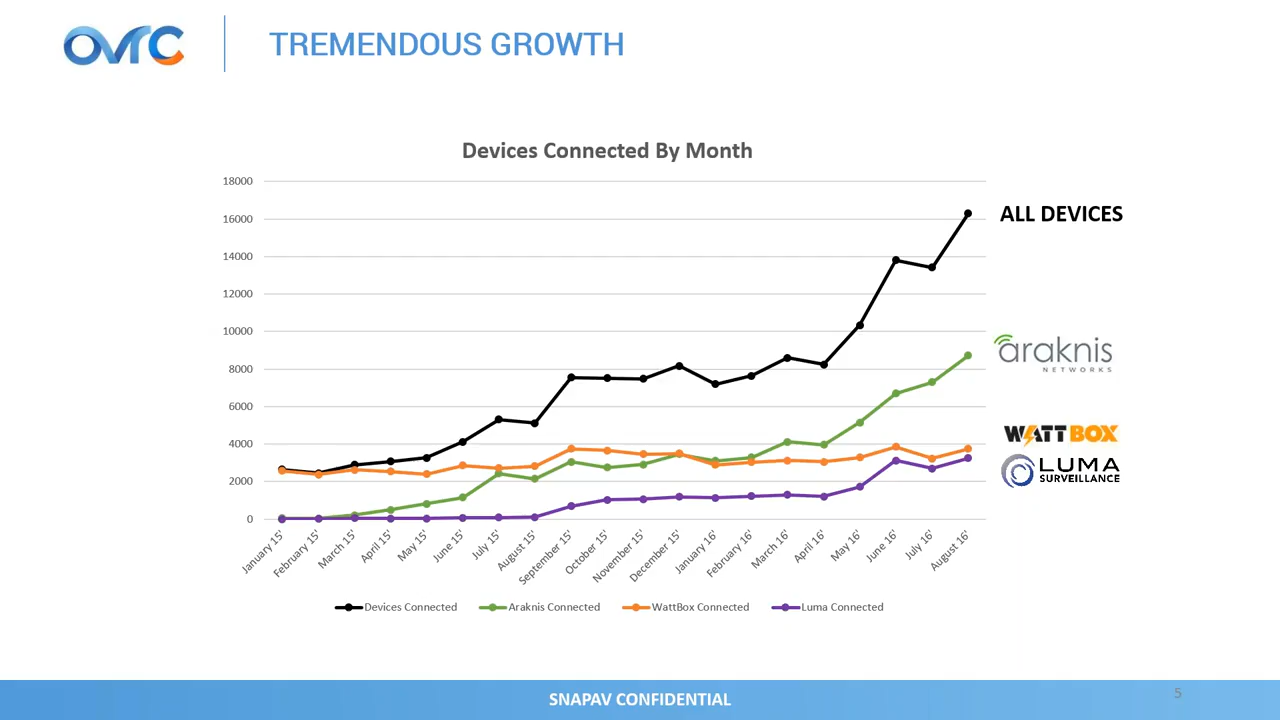 OVRC
TREMENDOUS GROWTH
Devices Connected By Month
18000
16000
14000
12000
10000
8000
6000
4000
2000
0
ALL DEVICES
araknis
NETWORKS
WATTBOX
LUMA
SURVEILLANCE
January 15'
February 15'
March 15'
April 15'
May 15'
June 15'
July 15'
August 15'
September 15'
October 15'
November 15'
December 15'
January 16'
February 16'
March 16'
April 16'
May 16'
June 16'
July 16'
August 16'
Devices Connected Araknis Connected WattBox Connected Luma Connected
SNAPAV CONFIDENTIAL
5